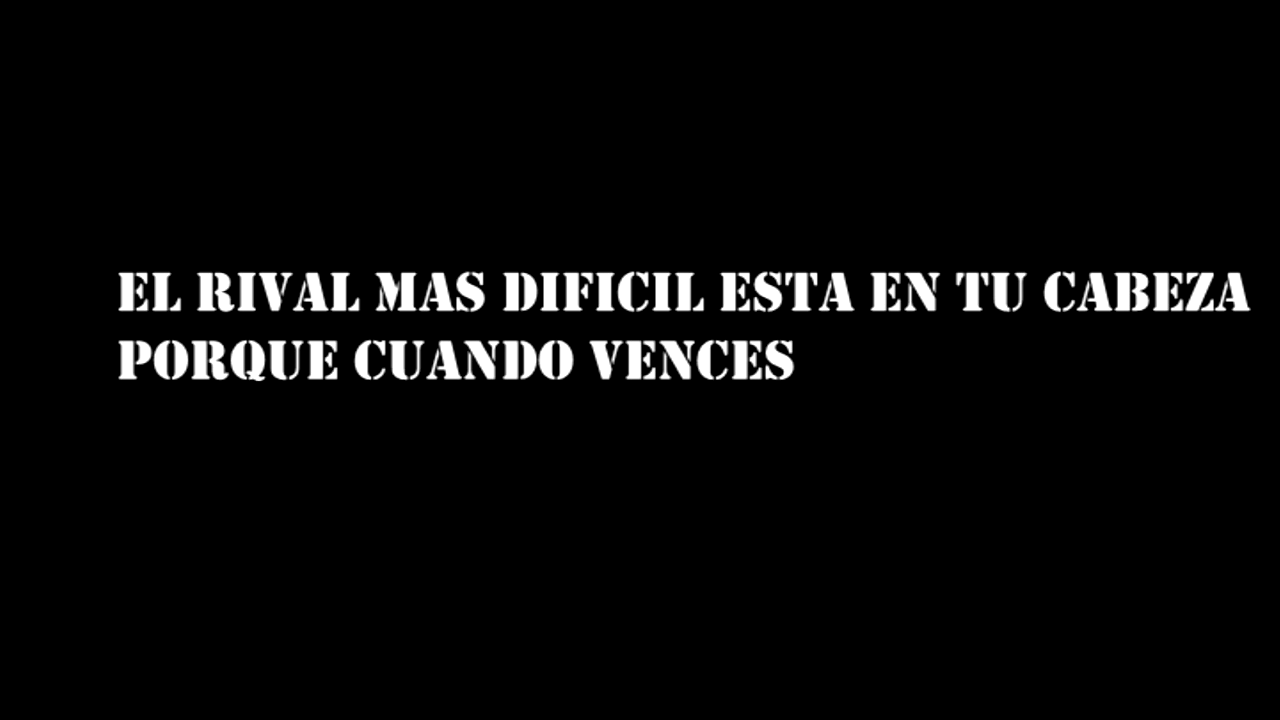 EL RIVAL MAS DIFICIL ESTA EN TU CABEZA
PORQUE CUANDO VENCES